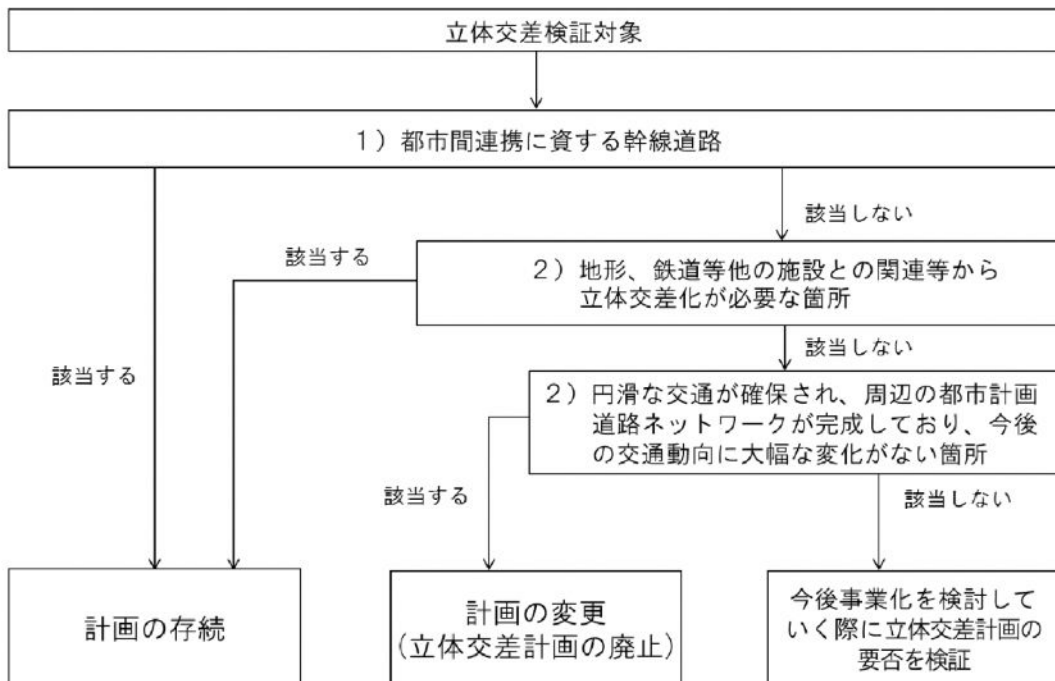 立体交差検証対象
1）都市間連携に資する幹線道路
該当しない
該当する
2）地形、鉄道等他の施設との関連等から
立体交差化が必要な箇所
該当しない
該当する
2）円滑な交通が確保され、周辺の都市計画
道路ネットワークが完成しており、今後
の交通動向に大幅な変化がない箇所
該当する
該当しない
計画の存続
計画の変更
（立体交差計画の廃止）
今後事業化を検討して
いく際に立体交差計画の
要否を検証